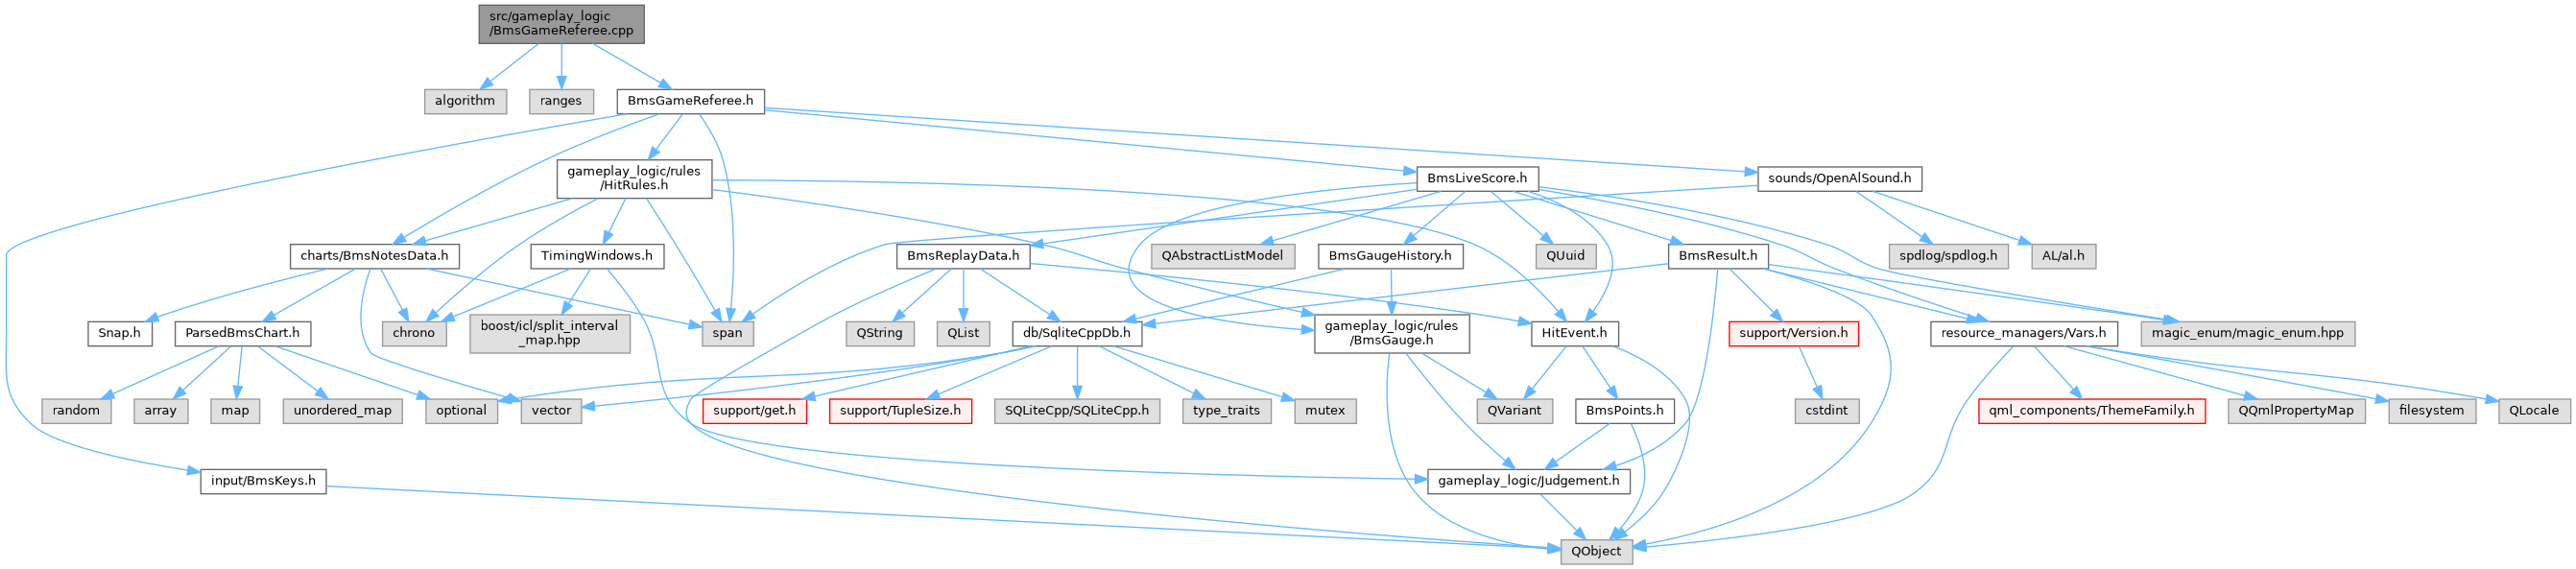 src/gameplay_logic
/BmsGameReferee.cpp
algorithm
ranges
BmsGameReferee.h
gameplay_logic/rules
/HitRules.h
BmsLiveScore.h
sounds/OpenAlSound.h
charts/BmsNotesData.h
TimingWindows.h
BmsReplayData.h
QAbstractListModel
BmsGaugeHistory.h
QUuid
BmsResult.h
spdlog/spdlog.h
AL/al.h
Snap.h
ParsedBmsChart.h
chrono
boost/icl/split_interval
_map.hpp
span
QString
QList
db/SqliteCppDb.h
gameplay_logic/rules
/BmsGauge.h
HitEvent.h
support/Version.h
resource_managers/Vars.h
magic_enum/magic_enum.hpp
random
array
map
unordered_map
optional
vector
support/get.h
support/TupleSize.h
SQLiteCpp/SQLiteCpp.h
type_traits
mutex
QVariant
BmsPoints.h
cstdint
qml_components/ThemeFamily.h
QQmlPropertyMap
filesystem
QLocale
input/BmsKeys.h
gameplay_logic/Judgement.h
QObject